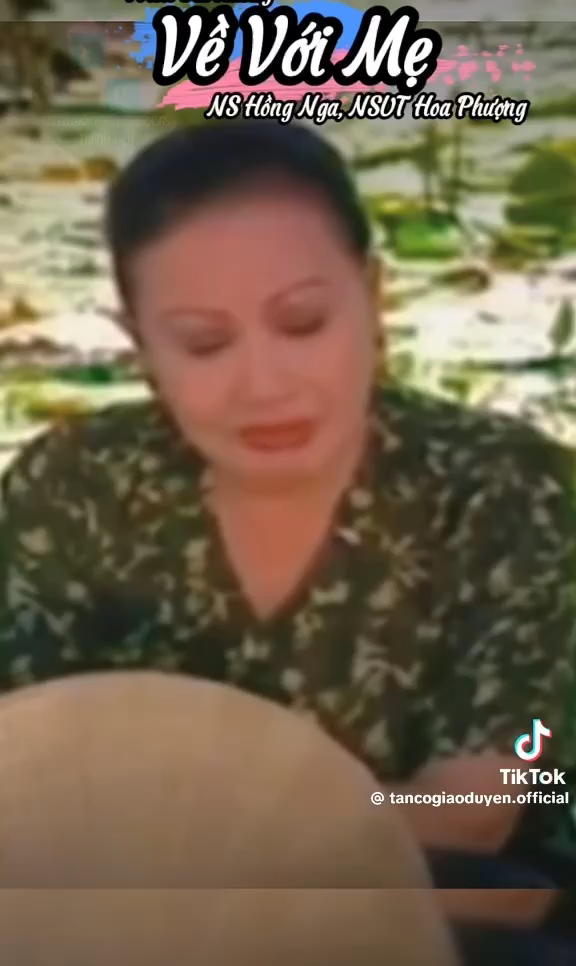 Về Với Mẹ
NS Hồng Nga, NSUT Hoa Phượng
TikTok
@ tancogiaoduyen.official